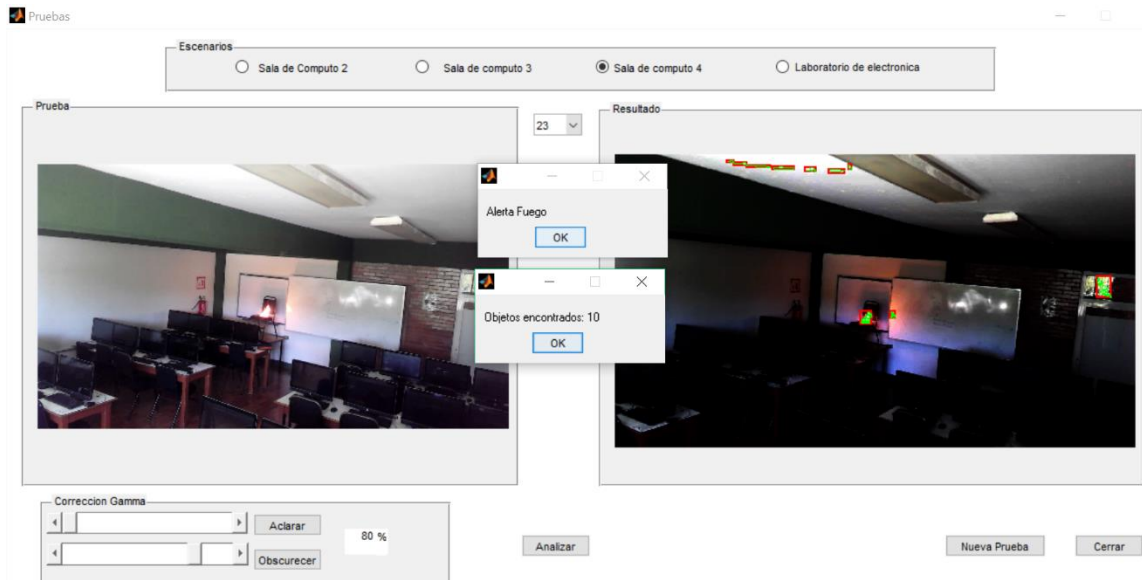 Pruebas
Escenarios
Sala de Computo 2
Sala de computo 3
Sala de computo 4
Laboratorio de electronica
Prueba
23
Resultado
Alerta Fuego
OK
Objetos encontrados: 10
OK
Correccion Gamma
Aclarar
80 %
Obscurecer
Analizar
Nueva Prueba
Cerrar